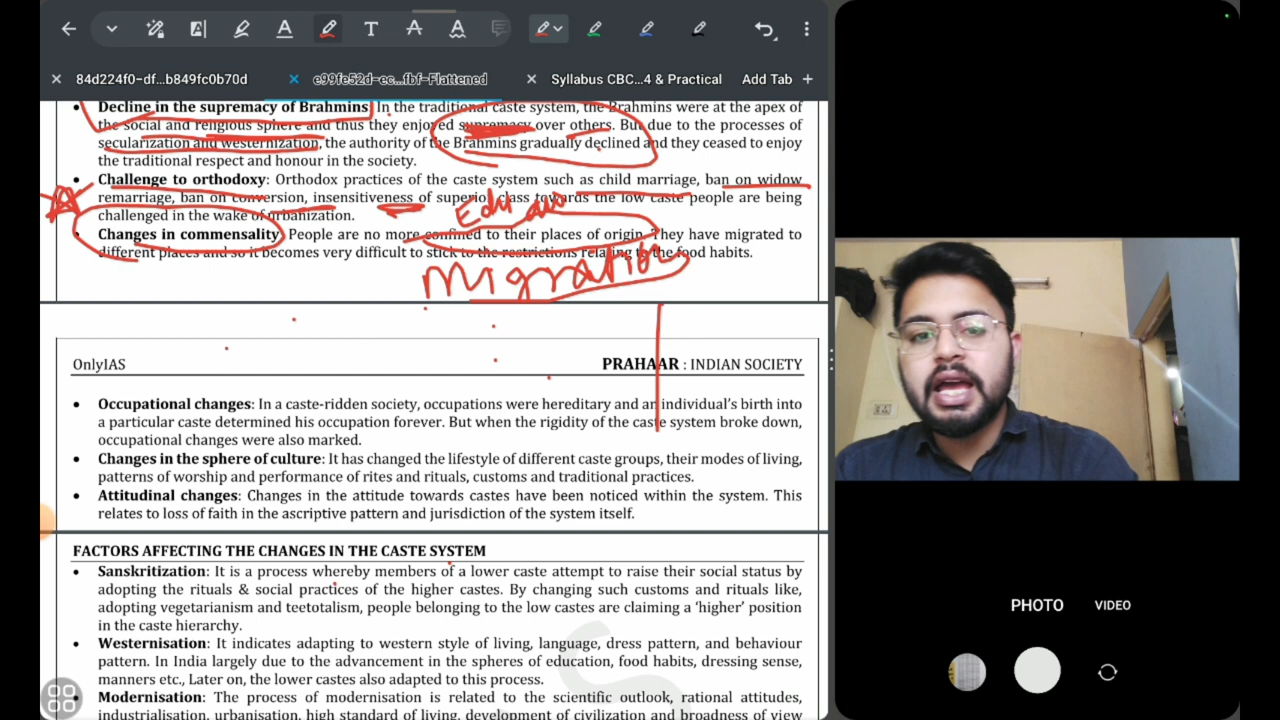 84d224f0-df...b849fc0b70d
e99fe52d-ec...fbf-Flattened
Syllabus CBC...4 & Practical
Add Tab +
• Decline in the supremacy of Brahmins In the traditional caste system, the Brahmins were at the apex of
the social and religious sphere and thus they enjoyed supremacy over others. But due to the processes of
secularization and westernization, the authority of the Brahmins gradually declined and they ceased to enjoy
the traditional respect and honour in the society.
• Challenge to orthodoxy: Orthodox practices of the caste system such as child marriage, ban on widow
remarriage, ban on conversion, insensitiveness of superior class towards the low caste people are being
challenged in the wake of urbanization.
Edu
• Changes in commensality People are no more confined to their places of origin. They have migrated to
different places and so it becomes very difficult to stick to the restrictions relating to the food habits.
Migration
OnlyIAS
PRAHAAR : INDIAN SOCIETY
• Occupational changes: In a caste-ridden society, occupations were hereditary and an individual's birth into
a particular caste determined his occupation forever. But when the rigidity of the caste system broke down,
occupational changes were also marked.
• Changes in the sphere of culture: It has changed the lifestyle of different caste groups, their modes of living,
patterns of worship and performance of rites and rituals, customs and traditional practices.
• Attitudinal changes: Changes in the attitude towards castes have been noticed within the system. This
relates to loss of faith in the ascriptive pattern and jurisdiction of the system itself.
FACTORS AFFECTING THE CHANGES IN THE CASTE SYSTEM
• Sanskritization: It is a process whereby members of a lower caste attempt to raise their social status by
adopting the rituals & social practices of the higher castes. By changing such customs and rituals like,
adopting vegetarianism and teetotalism, people belonging to the low castes are claiming a 'higher' position
in the caste hierarchy.
• Westernisation: It indicates adapting to western style of living, language, dress pattern, and behaviour
pattern. In India largely due to the advancement in the spheres of education, food habits, dressing sense,
manners etc., Later on, the lower castes also adapted to this process.
• Modernisation: The process of modernisation is related to the scientific outlook, rational attitudes,
industrialisation, urbanisation, high standard of living, development of civilization and broadness of view
PHOTO
VIDEO